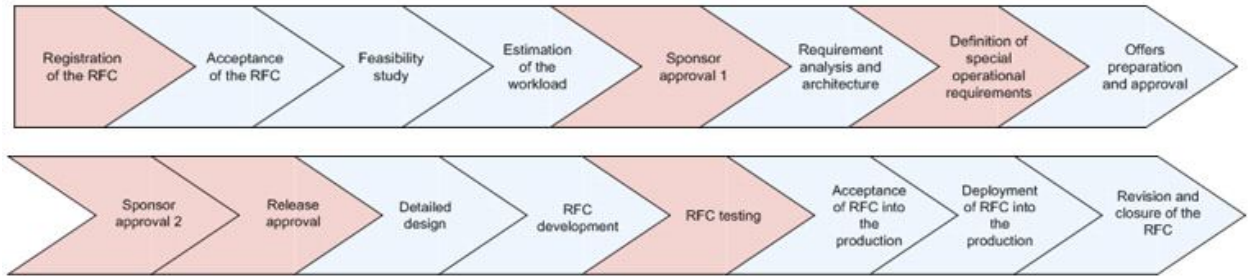 Registration
of the RFC
Acceptance
of the RFC
Feasibility
study
Estimation
of the
workload
Sponsor
approval 1
Requirement
analysis and
architecture
Definition of
special
operational
requirements
Offers
preparation
and approval
Sponsor
approval 2
Release
approval
Detailed
design
RFC
development
RFC testing
Acceptance
of RFC into
the
production
Deployment
of RFC into
the
production
Revision and
closure of the
RFC